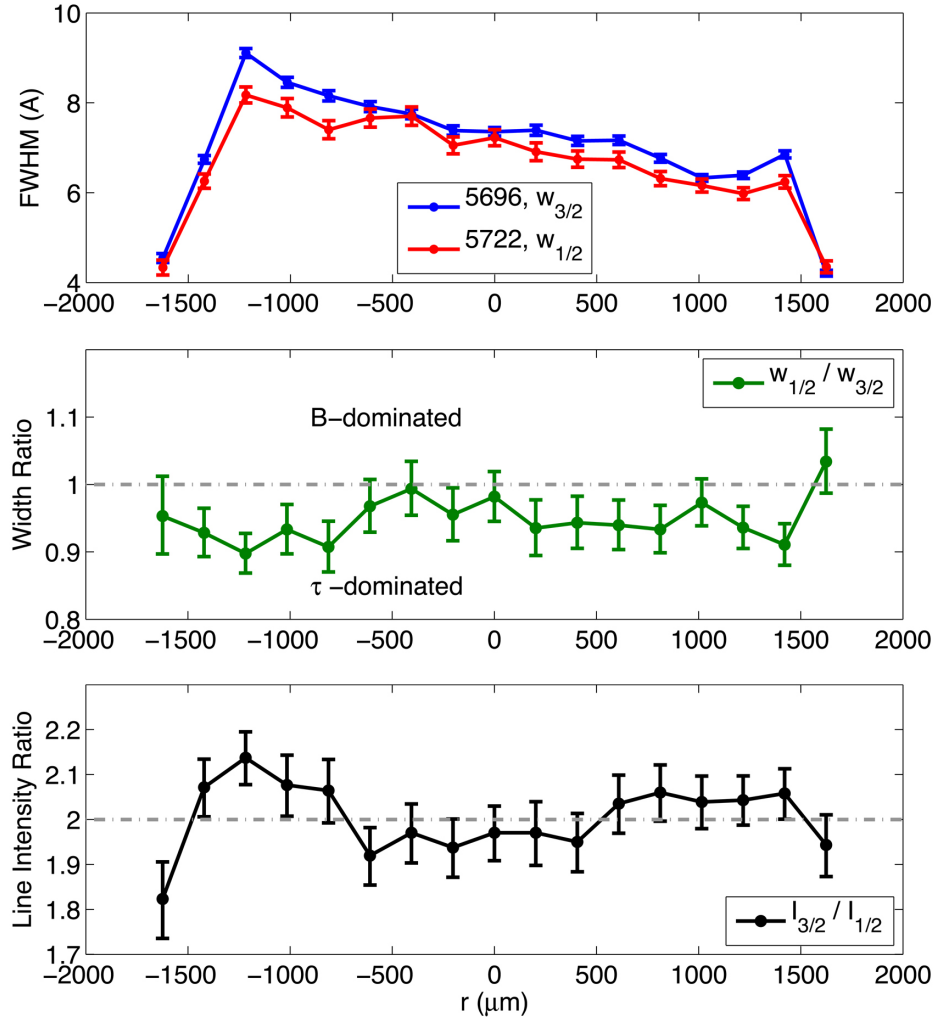 10
8
6
4
FWHM (A)
5696, w3/2
5722, w1/2
−2000 −1500 −1000 −500 0 500 1000 1500 2000
w1/2 / w3/2
1.1
1
0.9
0.8
Width Ratio
B−dominated
τ −dominated
−2000 −1500 −1000 −500 0 500 1000 1500 2000
2.2
2.1
2
1.9
1.8
1.7
Line Intensity Ratio
I3/2 / I1/2
−2000 −1500 −1000 −500 0 500 1000 1500 2000
r (μm)